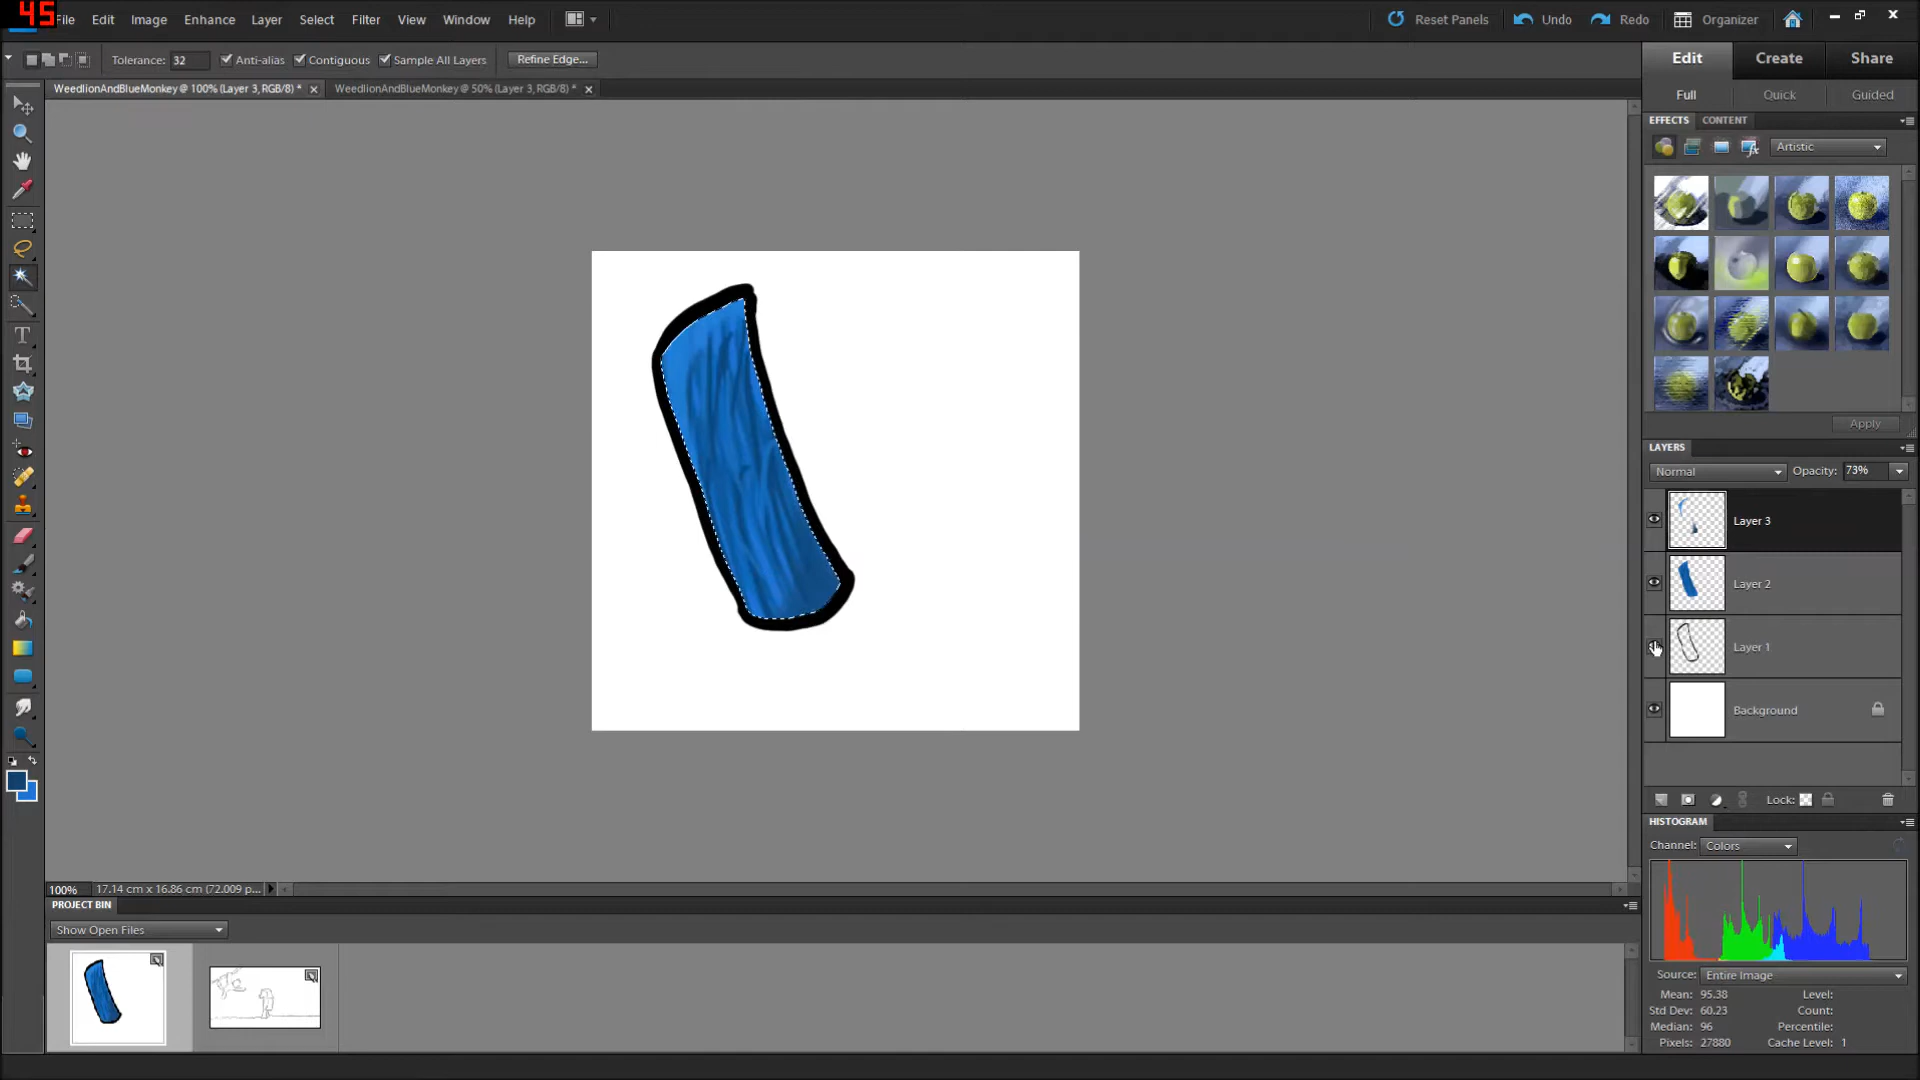 45
File Edit Image Enhance Layer Select Filter View Window Help Reset Panels Undo Redo Organizer
Tolerance: 32 Anti-alias Contiguous Sample All Layers Refine Edge...
Edit Create Share
WeedlionAndBlueMonkey @ 100% (Layer 3, RGB/8) * WeedlionAndBlueMonkey @ 50% (Layer 3, RGB/8) *
Full Quick Guided
EFFECTS CONTENT
Artistic
Apply
LAYERS
Normal Opacity: 73%
Layer 3
Layer 2
Layer 1
Background
Lock:
HISTOGRAM
Channel: Colors
100% 17.14 cm x 16.86 cm (72.009 p...
PROJECT BIN
Show Open Files
Source: Entire Image
Mean: 95.38 Level:
Std Dev: 60.23 Count:
Median: 96 Percentile:
Pixels: 27880 Cache Level: 1